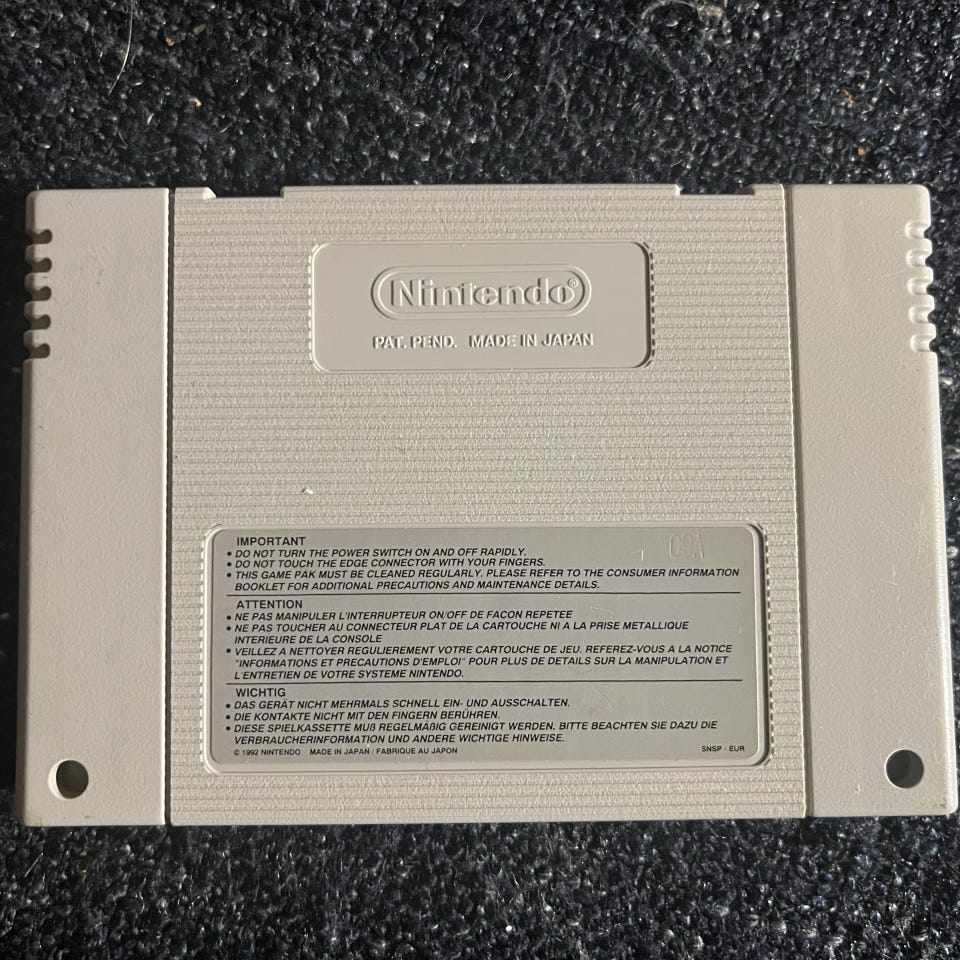 Nintendo®
PAT. PEND. MADE IN JAPAN
IMPORTANT
• DO NOT TURN THE POWER SWITCH ON AND OFF RAPIDLY.
• DO NOT TOUCH THE EDGE CONNECTOR WITH YOUR FINGERS.
• THIS GAME PAK MUST BE CLEANED REGULARLY. PLEASE REFER TO THE CONSUMER INFORMATION
BOOKLET FOR ADDITIONAL PRECAUTIONS AND MAINTENANCE DETAILS.
ATTENTION
• NE PAS MANIPULER L'INTERRUPTEUR ON/OFF DE FACON REPETEE
• NE PAS TOUCHER AU CONNECTEUR PLAT DE LA CARTOUCHE NI A LA PRISE METALLIQUE
INTERIEURE DE LA CONSOLE
• VEILLEZ A NETTOYER REGULIEREMENT VOTRE CARTOUCHE DE JEU. REFEREZ-VOUS A LA NOTICE
"INFORMATIONS ET PRECAUTIONS D'EMPLOI" POUR PLUS DE DETAILS SUR LA MANIPULATION ET
L'ENTRETIEN DE VOTRE SYSTEME NINTENDO.
WICHTIG
• DAS GERÄT NICHT MEHRMALS SCHNELL EIN- UND AUSSCHALTEN.
• DIE KONTAKTE NICHT MIT DEN FINGERN BERÜHREN.
• DIESE SPIELKASSETTE MUß REGELMÄßIG GEREINIGT WERDEN. BITTE BEACHTEN SIE DAZU DIE
VERBRAUCHERINFORMATION UND ANDERE WICHTIGE HINWEISE.
© 1992 NINTENDO MADE IN JAPAN / FABRIQUE AU JAPON SNSP - EUR